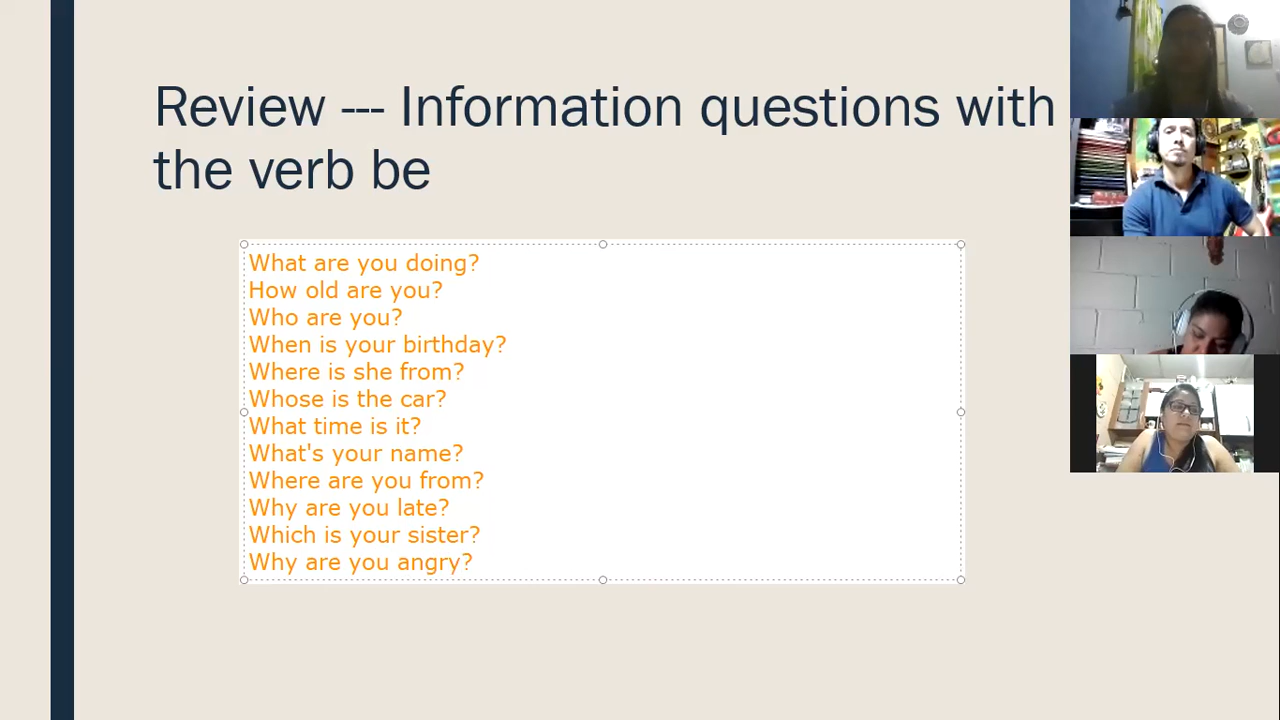 Review --- Information questions with
the verb be
What are you doing?
How old are you?
Who are you?
When is your birthday?
Where is she from?
Whose is the car?
What time is it?
What's your name?
Where are you from?
Why are you late?
Which is your sister?
Why are you angry?